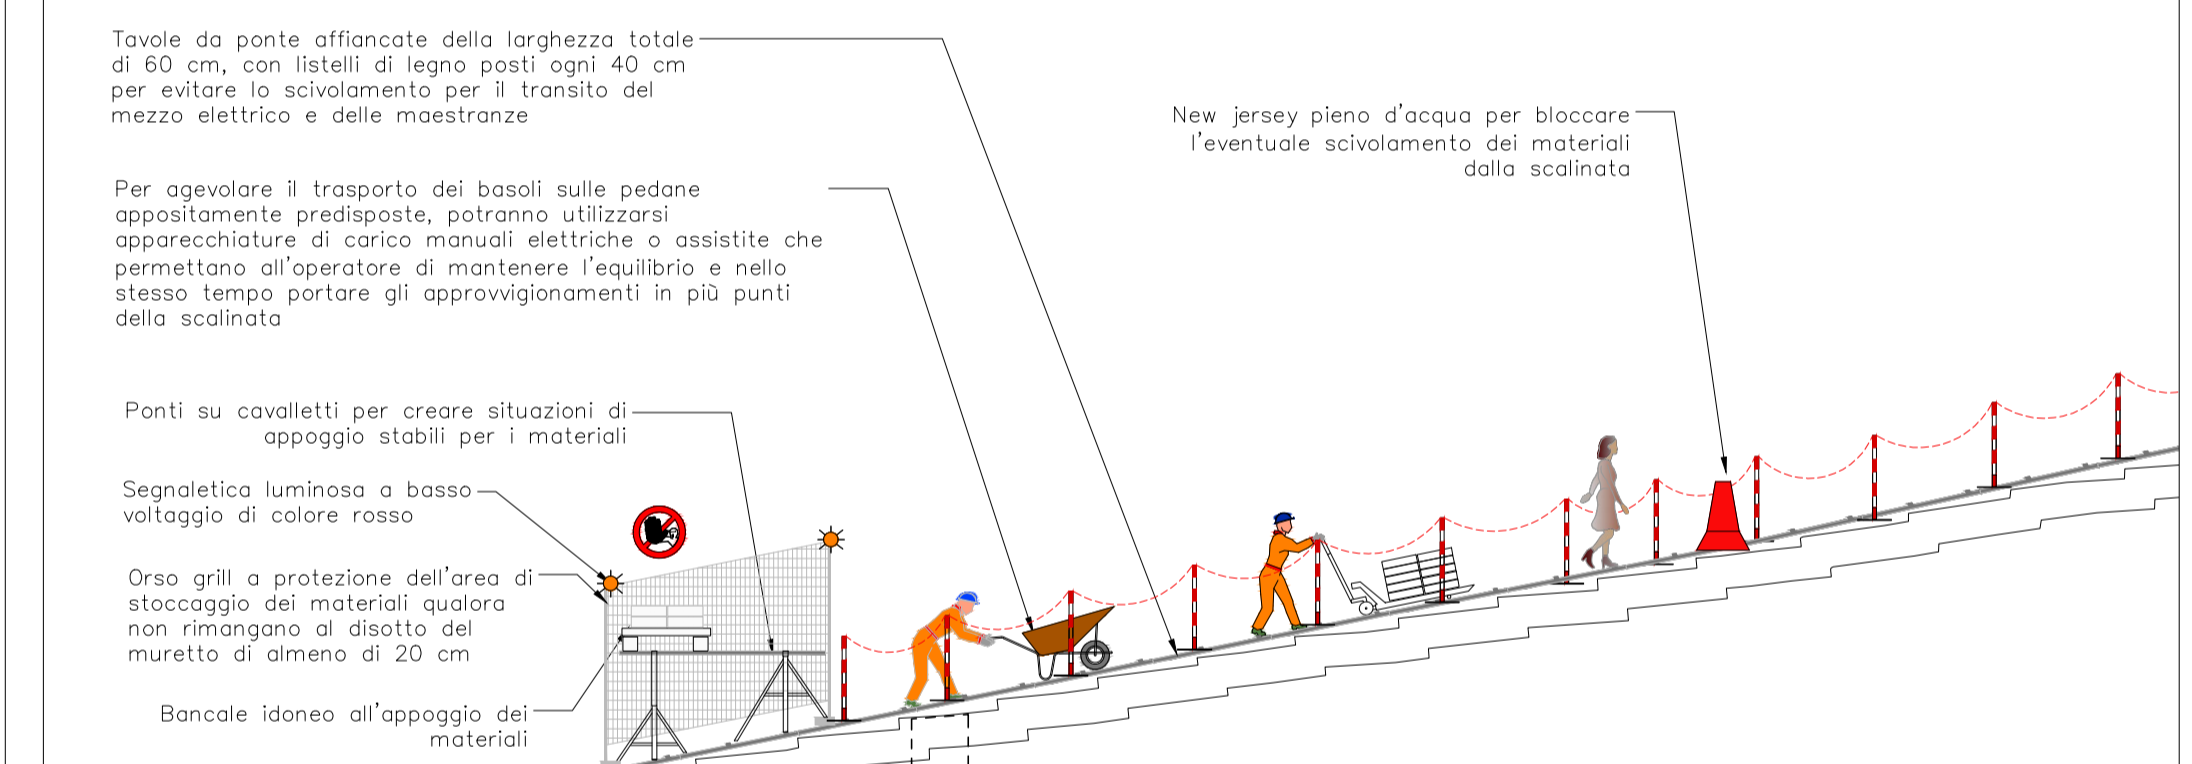 Tavole da ponte affiancate della larghezza totale
di 60 cm, con listelli di legno posti ogni 40 cm
per evitare lo scivolamento per il transito del
mezzo elettrico e delle maestranze
New jersey pieno d'acqua per bloccare
l'eventuale scivolamento dei materiali
dalla scalinata
Per agevolare il trasporto dei basoli sulle pedane
appositamente predisposte, potranno utilizzarsi
apparecchiature di carico manuali elettriche o assistite che
permettano all'operatore di mantenere l'equilibrio e nello
stesso tempo portare gli approvvigionamenti in più punti
della scalinata
Ponti su cavalletti per creare situazioni di
appoggio stabili per i materiali
Segnaletica luminosa a basso
voltaggio di colore rosso
Orso grill a protezione dell'area di
stoccaggio dei materiali qualora
non rimangano al disotto del
muretto di almeno di 20 cm
Bancale idoneo all'appoggio dei
materiali